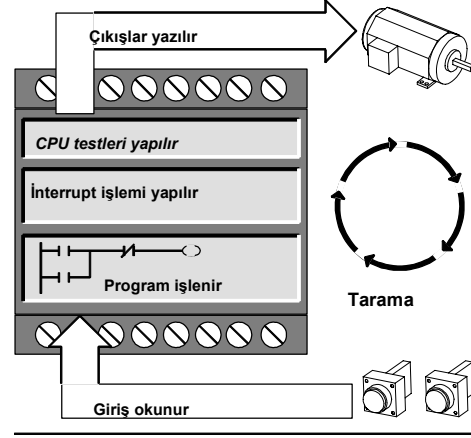 Çıkışlar yazılır
CPU testleri yapılır
İnterrupt işlemi yapılır
Program işlenir
Tarama
Giriş okunur